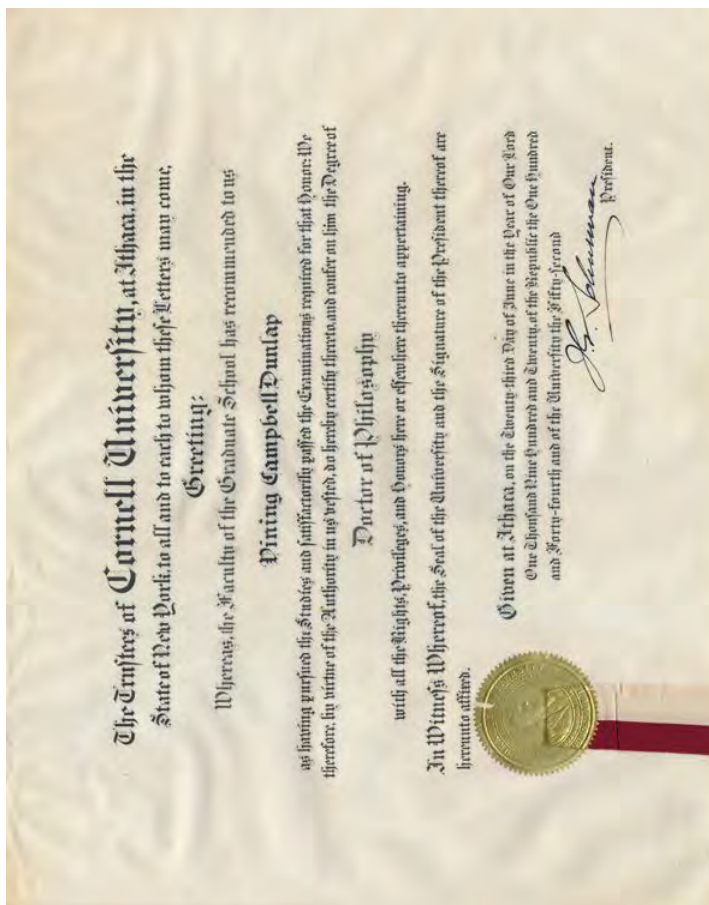 The Trustees of Cornell University, at Ithaca, in the
State of New York, to all and to each to whom these Letters may come,
Greeting:
Whereas, the Faculty of the Graduate School has recommended to us
Vining Campbell Dunlap
as having pursued the Studies and satisfactorily passed the Examinations required for that Honor: We
therefore, by virtue of the Authority in us vested, do hereby certify thereto, and confer on him the Degree of
Doctor of Philosophy
with all the Rights, Privileges, and Honors here or elsewhere thereunto appertaining.
In Witness Whereof, the Seal of the University and the Signature of the President thereof are
hereunto affixed.
Given at Ithaca, on the Twenty-third Day of June in the Year of Our Lord
One Thousand Nine Hundred and Twenty, of the Republic the One Hundred
and Forty-fourth and of the University the Fifty-second
J. G. Schurman
President.